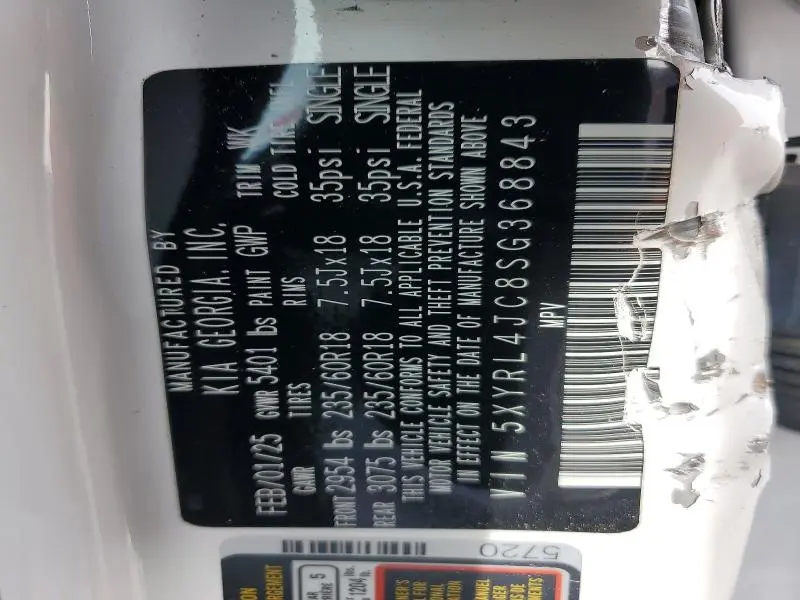 MANUFACTURED BY
KIA GEORGIA, INC.
FEB/01/25 GVWR 5401 lbs PAINT GWP TRIM WK
GAWR TIRES RIMS COLD TIRE
FRONT 2954 lbs 235/60R18 7.5Jx18 35psi SINGLE
REAR 3075 lbs 235/60R18 7.5Jx18 35psi SINGLE
THIS VEHICLE CONFORMS TO ALL APPLICABLE U.S.A. FEDERAL
MOTOR VEHICLE SAFETY AND THEFT PREVENTION STANDARDS
IN EFFECT ON THE DATE OF MANUFACTURE SHOWN ABOVE
VIN 5XYRL4JC8SG368843
MPV
5720
5
1204